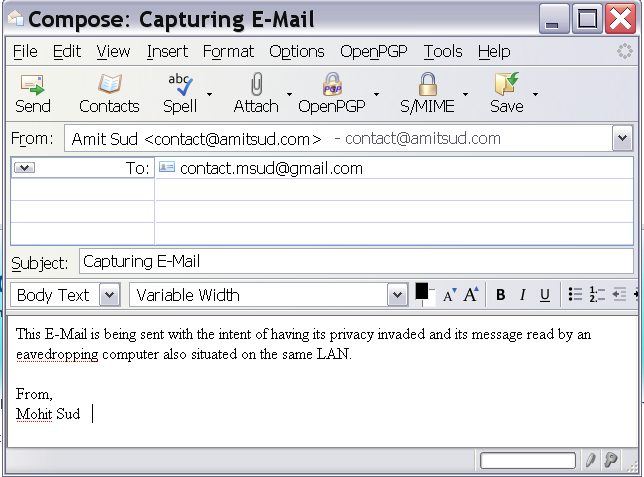 Compose: Capturing E-Mail
File Edit View Insert Format Options OpenPGP Tools Help
abc
PGP
Send Contacts Spell Attach OpenPGP S/MIME Save
From: Amit Sud <contact@amitsud.com> - contact@amitsud.com
To: contact.msud@gmail.com
Subject: Capturing E-Mail
Body Text Variable Width A A B I U
This E-Mail is being sent with the intent of having its privacy invaded and its message read by an
eavedropping computer also situated on the same LAN.
From,
Mohit Sud